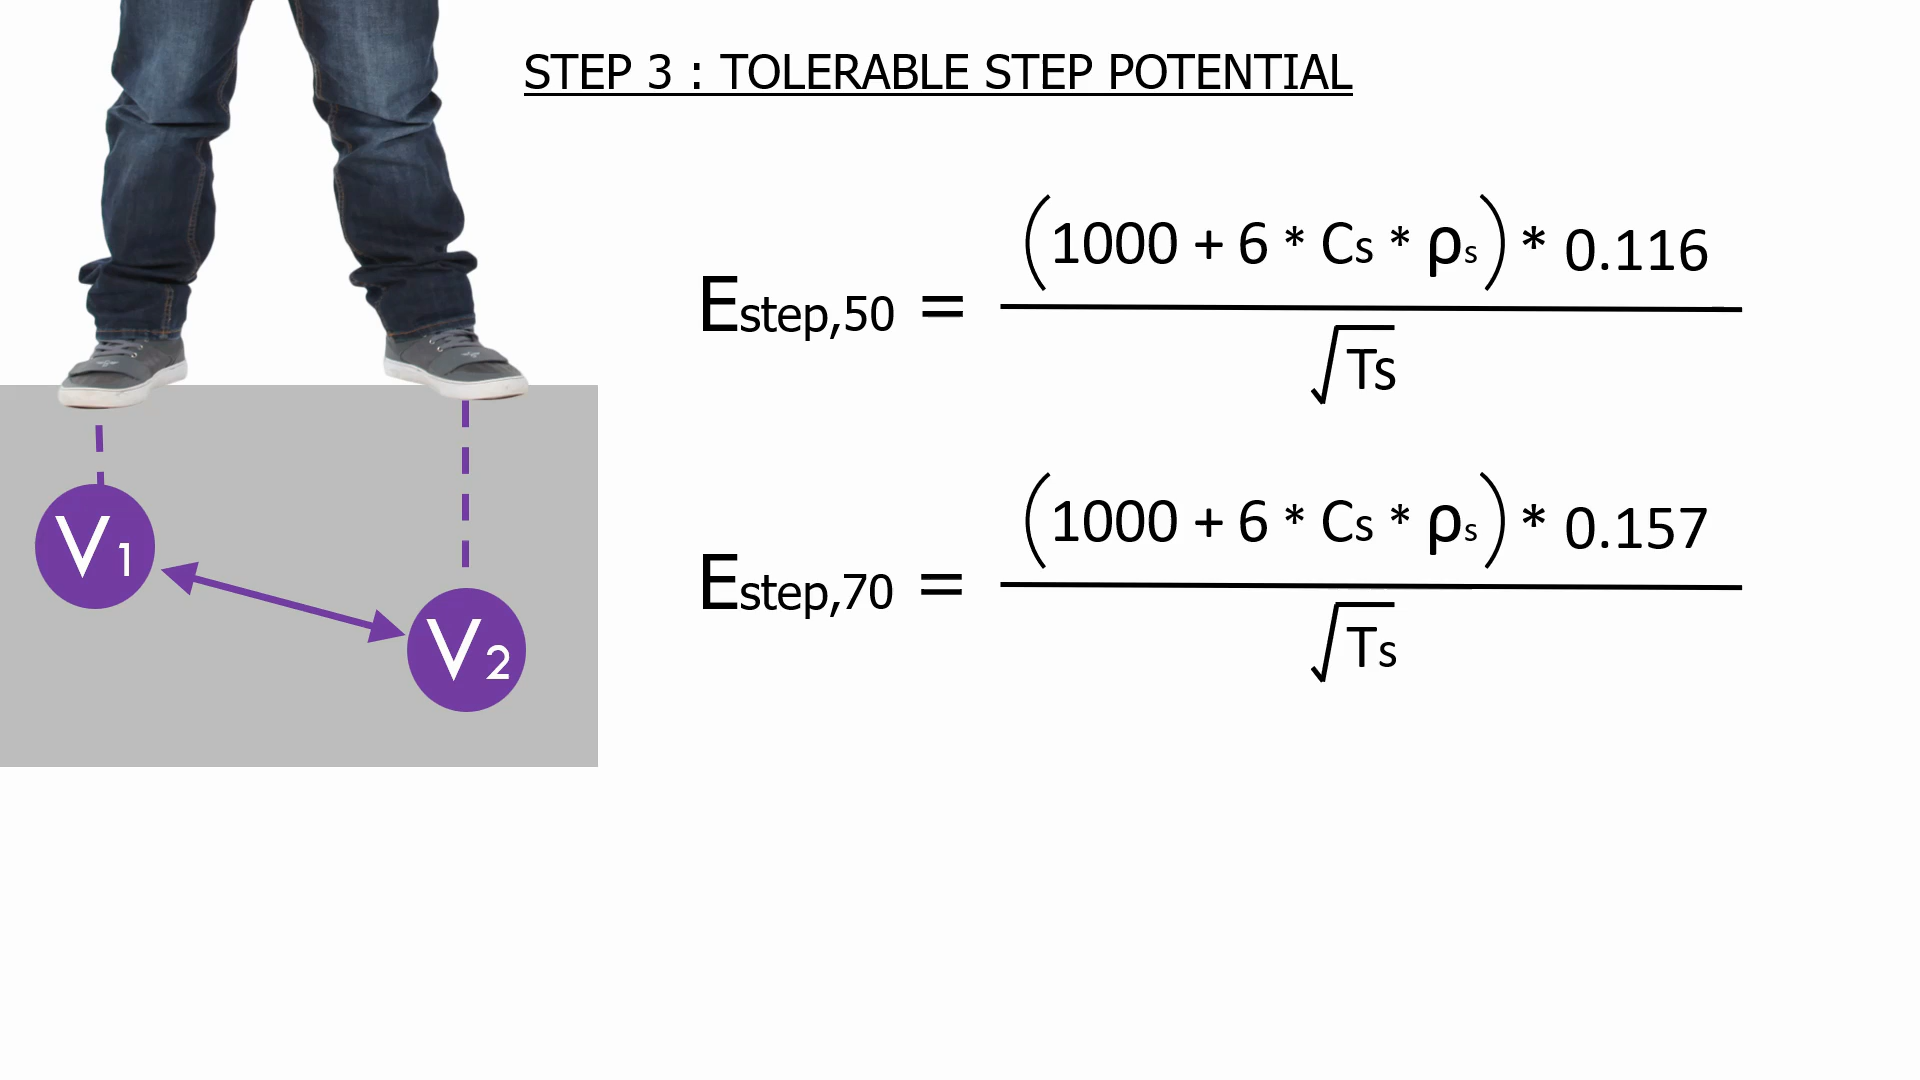 STEP 3 : TOLERABLE STEP POTENTIAL
(1000 + 6 * Cs * ρs) * 0.116
Estep,50 =
√Ts
(1000 + 6 * Cs * ρs) * 0.157
Estep,70 =
√Ts
V1
V2